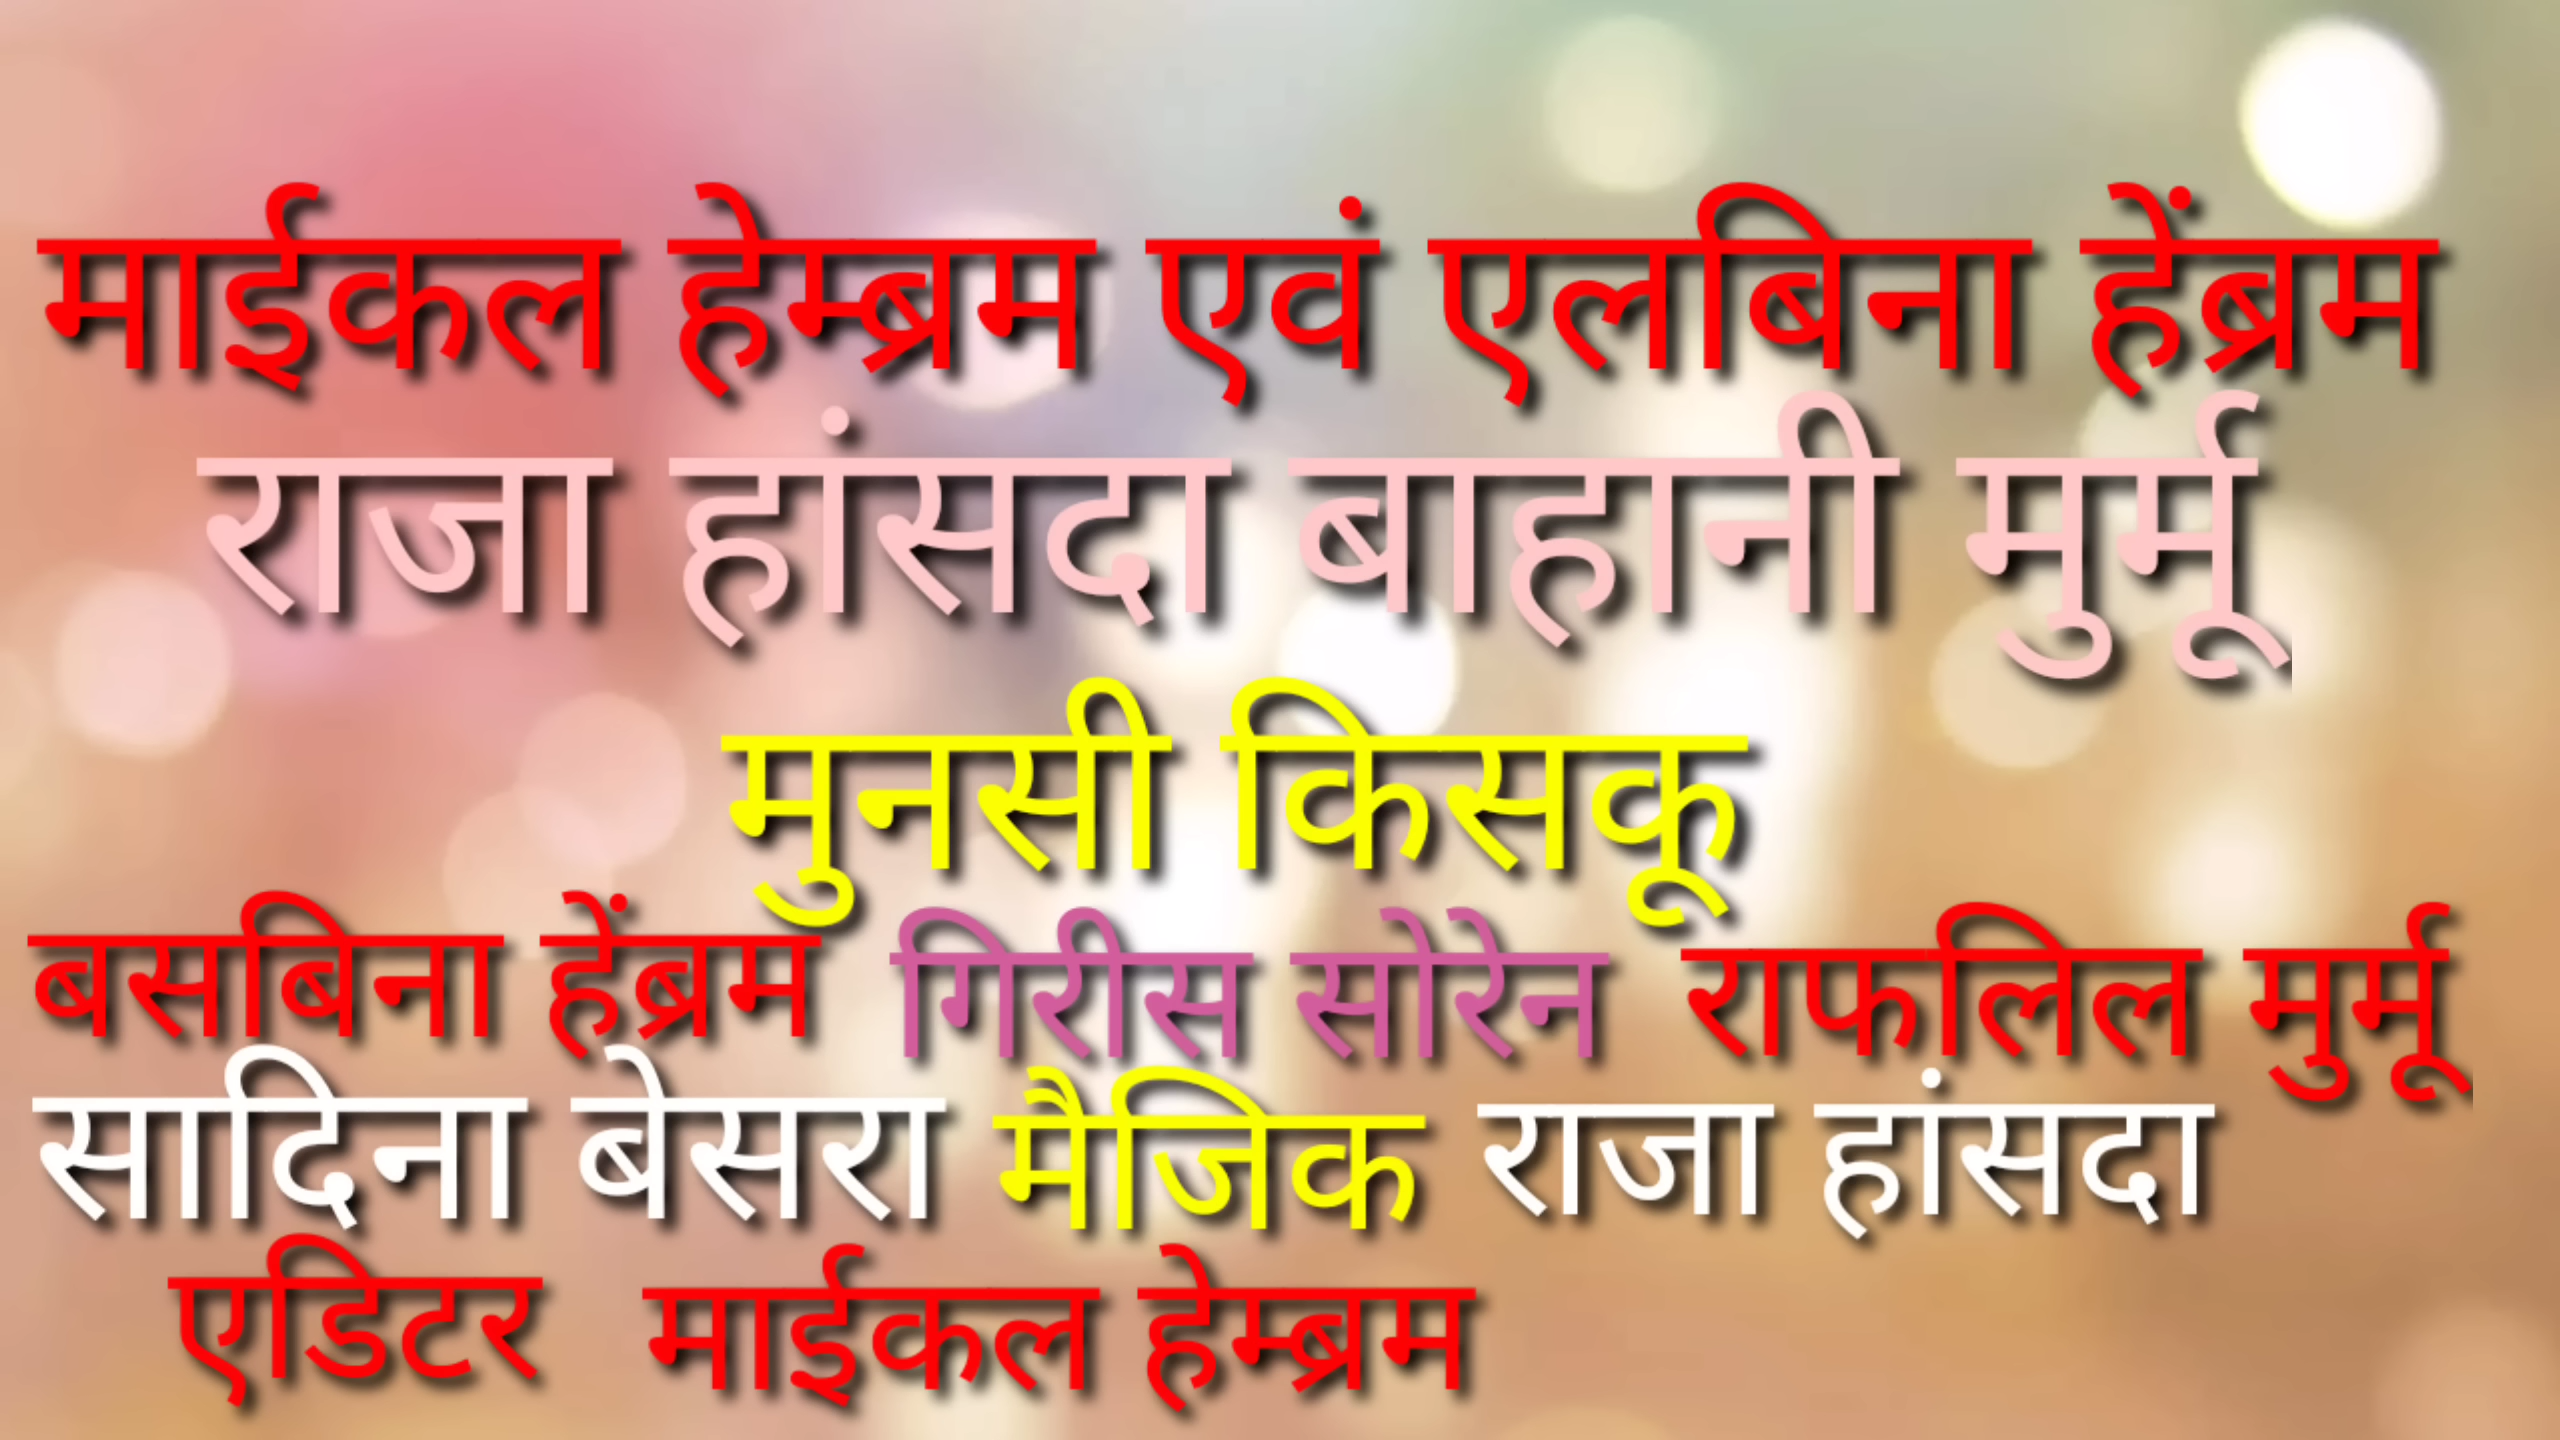 माईकल हेम्ब्रम एवं एलबिना हेंब्रम
राजा हांसदा बाहानी मुर्मू
मुनसी किसकू
बसबिना हेंब्रम गिरीस सोरेन राफलिल मुर्मू
सादिना बेसरा मैजिक राजा हांसदा
एडिटर माईकल हेम्ब्रम